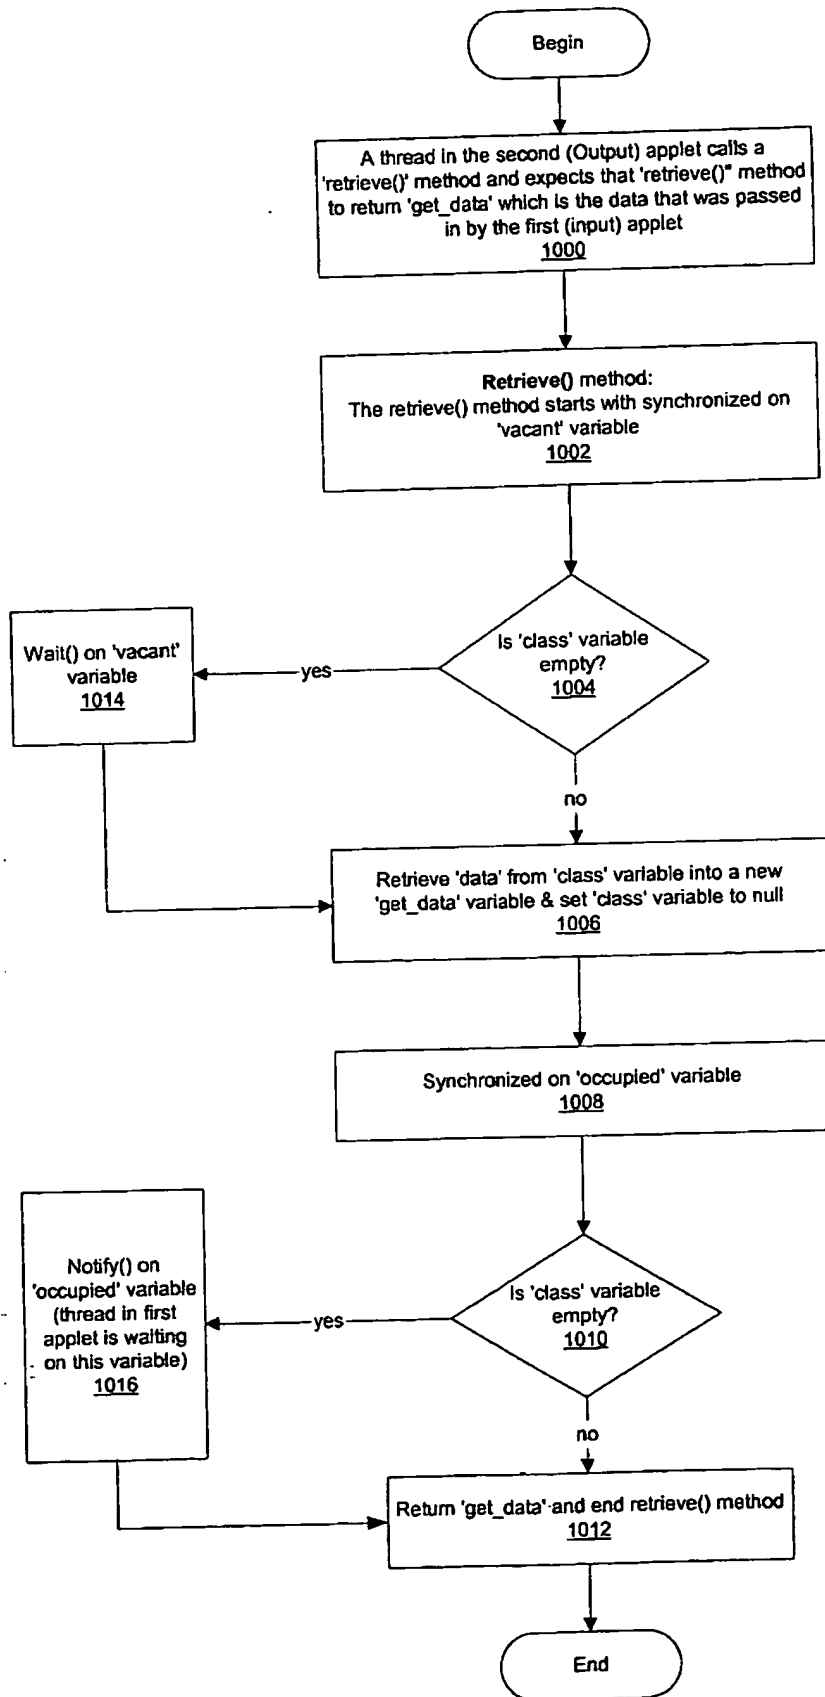 Begin
A thread in the second (Output) applet calls a
'retrieve()' method and expects that 'retrieve()" method
to return 'get_data' which is the data that was passed
in by the first (input) applet
1000
Retrieve() method:
The retrieve() method starts with synchronized on
'vacant' variable
1002
Is 'class' variable
empty?
1004
yes
Wait() on 'vacant'
variable
1014
no
Retrieve 'data' from 'class' variable into a new
'get_data' variable & set 'class' variable to null
1006
Synchronized on 'occupied' variable
1008
Is 'class' variable
empty?
1010
yes
Notify() on
'occupied' variable
(thread in first
applet is waiting
on this variable)
1016
no
Return 'get_data' and end retrieve() method
1012
End